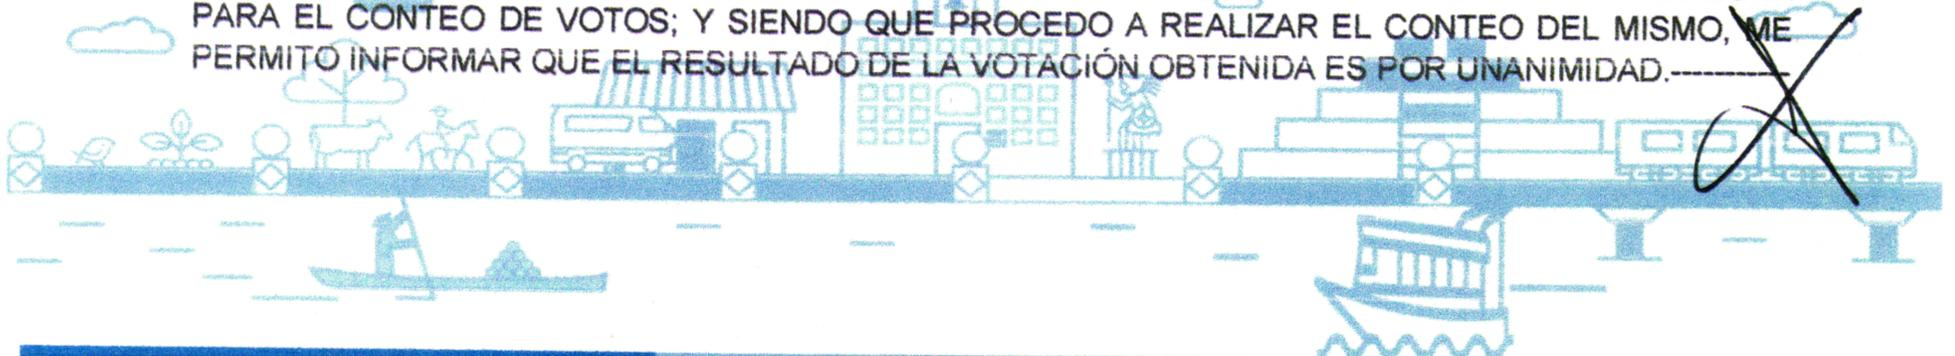 PARA EL CONTEO DE VOTOS; Y SIENDO QUE PROCEDO A REALIZAR EL CONTEO DEL MISMO, ME
PERMITO INFORMAR QUE EL RESULTADO DE LA VOTACIÓN OBTENIDA ES POR UNANIMIDAD.-----------